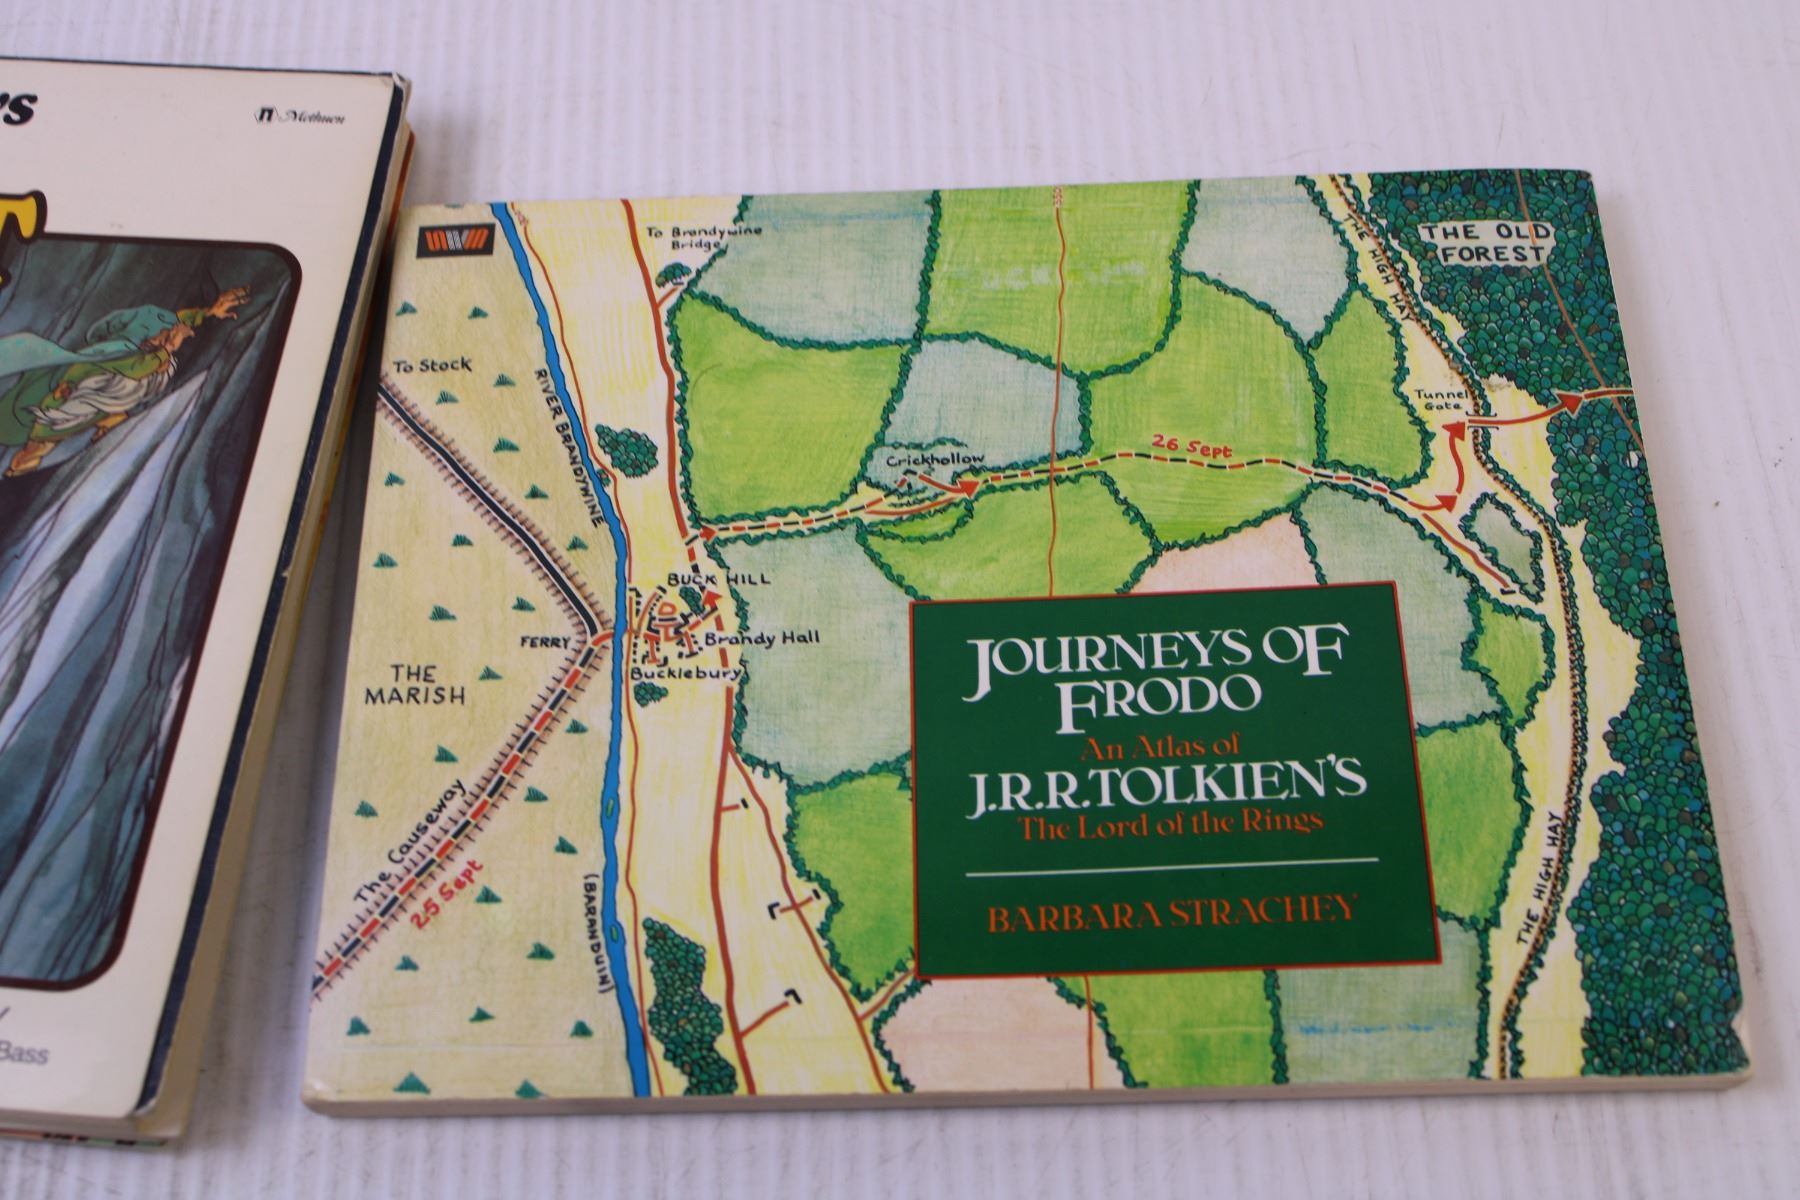 's
Methuen
T
Bass
To Brandywine
Bridge
THE OLD
FOREST
THE HIGH HAY
To Stock
RIVER BRANDYWINE
Tunnel
Gate
26 Sept
Crickhollow
BUCK HILL
FERRY
Brandy Hall
THE
MARISH
Bucklebury
The Causeway
25 Sept
(BARANDUIN)
THE HIGH HAY
JOURNEYS OF
FRODO
An Atlas of
J.R.R. TOLKIEN'S
The Lord of the Rings
BARBARA STRACHEY